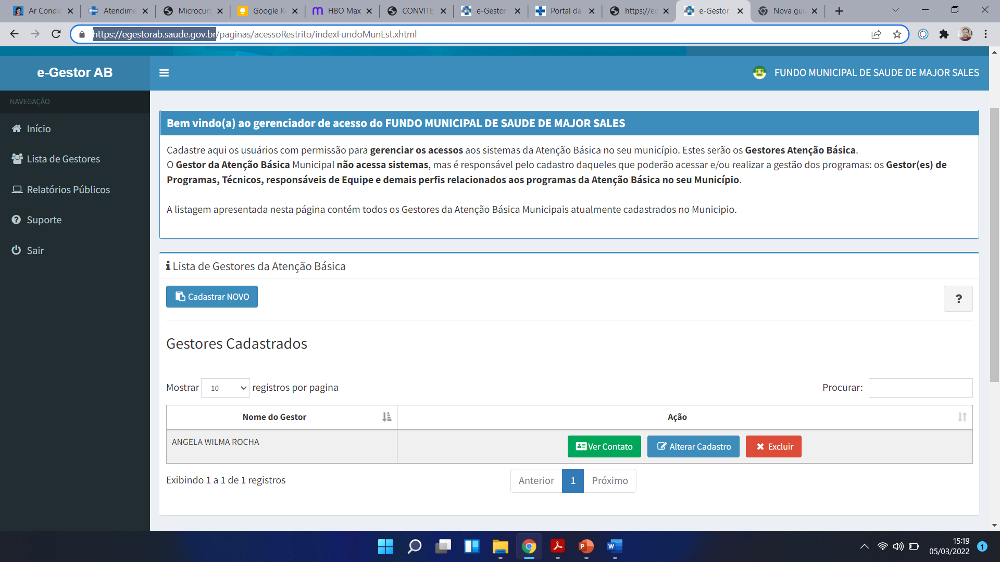 Ar Condic
Atendime
Microcurs
Google K
HBO Max
CONVITE
e-Gestor
Portal da
https://eg
e-Gestor
Nova gui
https://egestorab.saude.gov.br/paginas/acessoRestrito/indexFundoMunEst.xhtml
e-Gestor AB
FUNDO MUNICIPAL DE SAUDE DE MAJOR SALES
NAVEGAÇÃO
Início
Lista de Gestores
Relatórios Públicos
Suporte
Sair
Bem vindo(a) ao gerenciador de acesso do FUNDO MUNICIPAL DE SAUDE DE MAJOR SALES
Cadastre aqui os usuários com permissão para gerenciar os acessos aos sistemas da Atenção Básica no seu município. Estes serão os Gestores Atenção Básica.
O Gestor da Atenção Básica Municipal não acessa sistemas, mas é responsável pelo cadastro daqueles que poderão acessar e/ou realizar a gestão dos programas: os Gestor(es) de
Programas, Técnicos, responsáveis de Equipe e demais perfis relacionados aos programas da Atenção Básica no seu Município.
A listagem apresentada nesta página contém todos os Gestores da Atenção Básica Municipais atualmente cadastrados no Municipio.
Lista de Gestores da Atenção Básica
Cadastrar NOVO
?
Gestores Cadastrados
Mostrar 10 registros por pagina
Procurar:
Nome do Gestor
Ação
ANGELA WILMA ROCHA
Ver Contato
Alterar Cadastro
Excluir
Exibindo 1 a 1 de 1 registros
Anterior 1 Próximo
15:19
05/03/2022
1